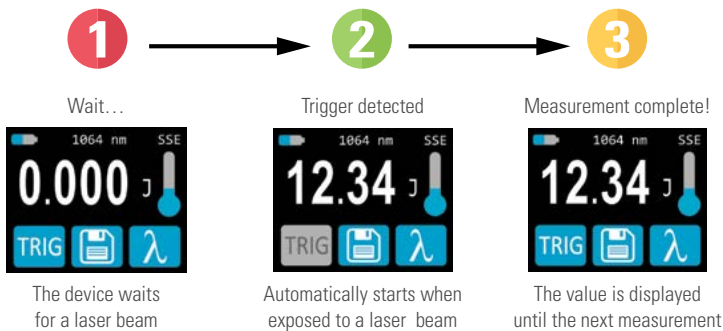 1
2
3
Wait…
Trigger detected
Measurement complete!
1064 nm SSE
0.000 J
TRIG λ
1064 nm SSE
12.34 J
TRIG λ
1064 nm SSE
12.34 J
TRIG λ
The device waits
for a laser beam
Automatically starts when
exposed to a laser beam
The value is displayed
until the next measurement